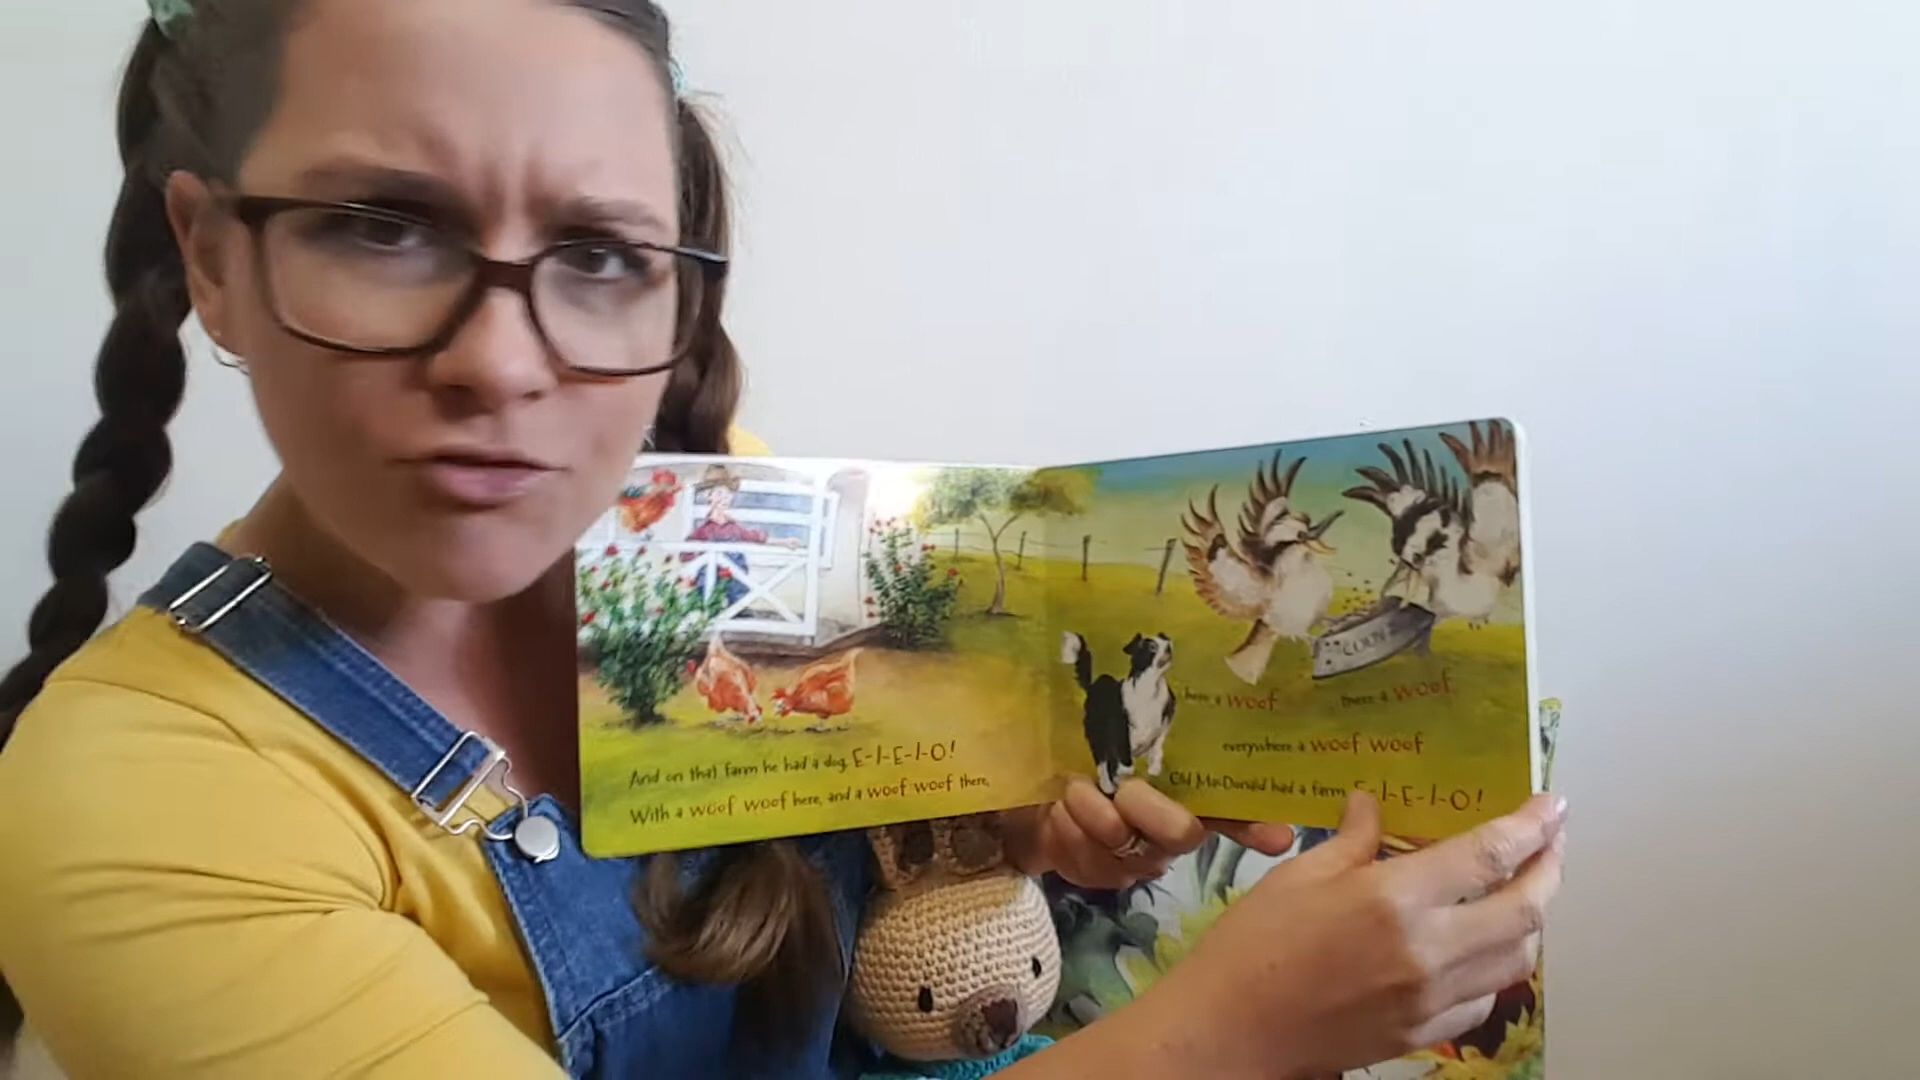 And on that farm he had a dog, E-I-E-I-O!
With a woof woof here, and a woof woof there,
here a woof there a woof
everywhere a woof woof
Old MacDonald had a farm E-I-E-I-O!